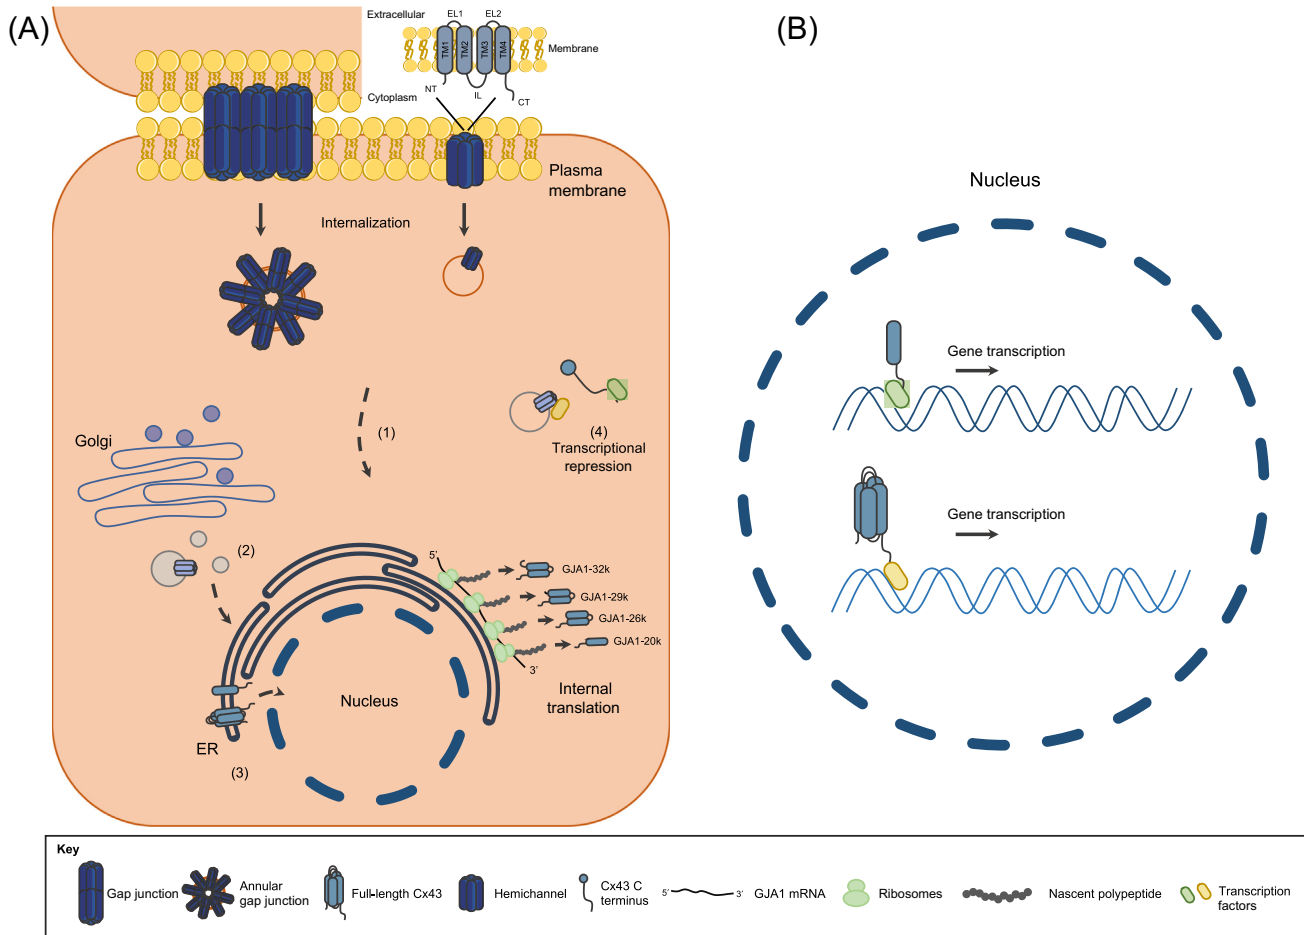 (A)
Extracellular
EL1
EL2
TM1
TM2
TM3
TM4
Membrane
Cytoplasm
NT
IL
CT
Plasma
membrane
Internalization
(1)
Golgi
(4)
Transcriptional
repression
(2)
5’
GJA1-32k
GJA1-29k
GJA1-26k
GJA1-20k
3’
Internal
translation
Nucleus
ER
(3)
(B)
Nucleus
Gene transcription
Gene transcription
Key
Gap junction
Annular
gap junction
Full-length Cx43
Hemichannel
Cx43 C
terminus
5’
3’
GJA1 mRNA
Ribosomes
Nascent polypeptide
Transcription
factors